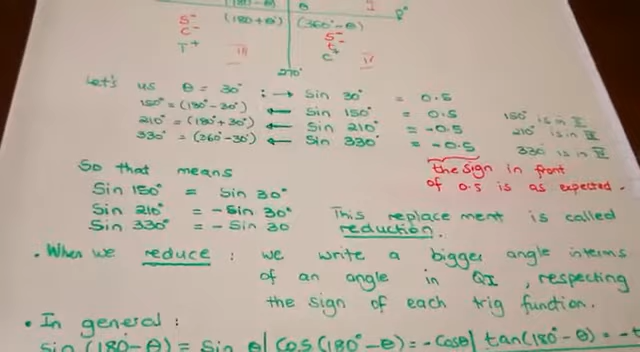 (180-θ) θ I
S⁻ (180+θ) (360°-θ) 0°
C⁻ S⁻
T⁺ III t⁻ IV
C⁺
270°
Let's us θ = 30° : → Sin 30° = 0.5
150° = (180°-30°) ← Sin 150° = 0.5 150° is in II
210° = (180°+30°) ← Sin 210° = -0.5 210° is in III
330° = (360°-30°) ← Sin 330° = -0.5 330° is in IV
So that means the sign in front
Sin 150° = Sin 30° of 0.5 is as expected.
Sin 210° = -Sin 30° This replacement is called
Sin 330° = -Sin 30 reduction.
• When we reduce : we write a bigger angle interms
of an angle in QI, respecting
the sign of each trig function.
• In general :
sin (180-θ) = Sin θ| Cos (180°-θ) = -Cosθ| tan(180°-θ) = -t